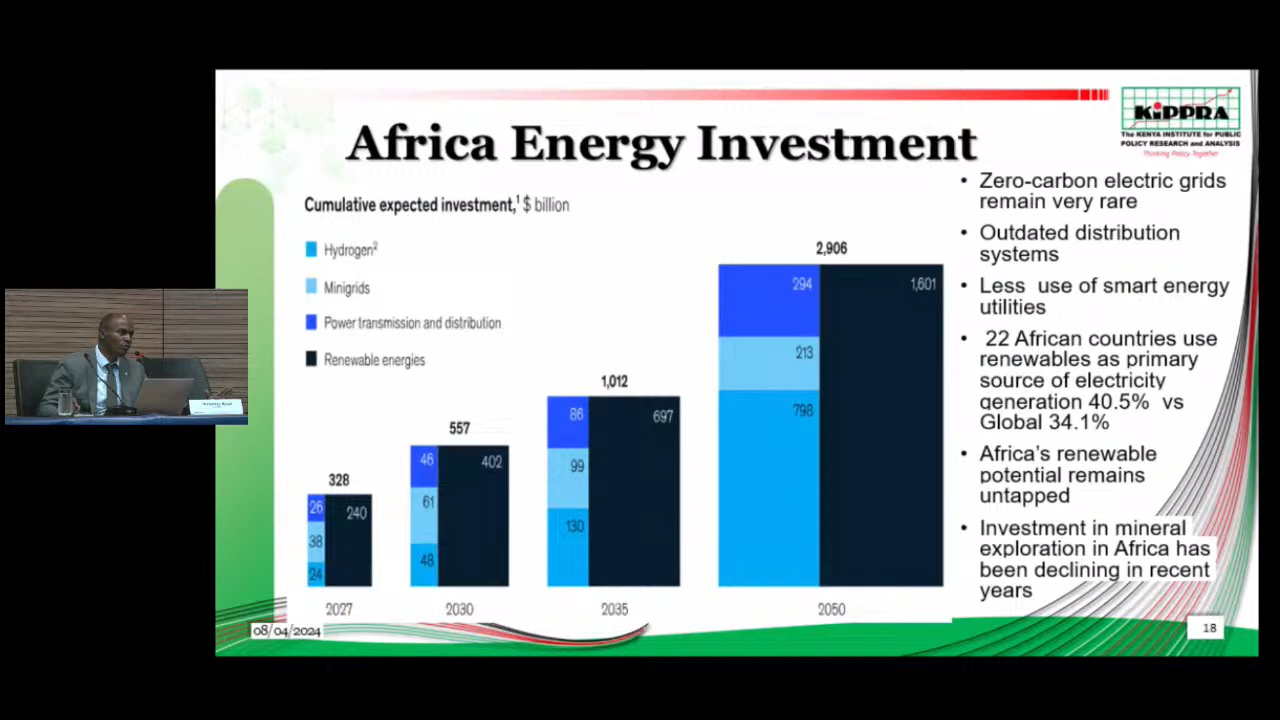 KiPPRA
The KENYA INSTITUTE for PUBLIC
POLICY RESEARCH and ANALYSIS
Thinking Policy Together
Africa Energy Investment
Cumulative expected investment,¹ $ billion
Hydrogen²
Minigrids
Power transmission and distribution
Renewable energies
328
26
240
38
24
2027
557
46
402
61
48
2030
1,012
86
697
99
130
2035
2,906
294
1,601
213
798
2050
• Zero-carbon electric grids
remain very rare
• Outdated distribution
systems
• Less use of smart energy
utilities
• 22 African countries use
renewables as primary
source of electricity
generation 40.5% vs
Global 34.1%
• Africa's renewable
potential remains
untapped
• Investment in mineral
exploration in Africa has
been declining in recent
years
08/04/2024
18